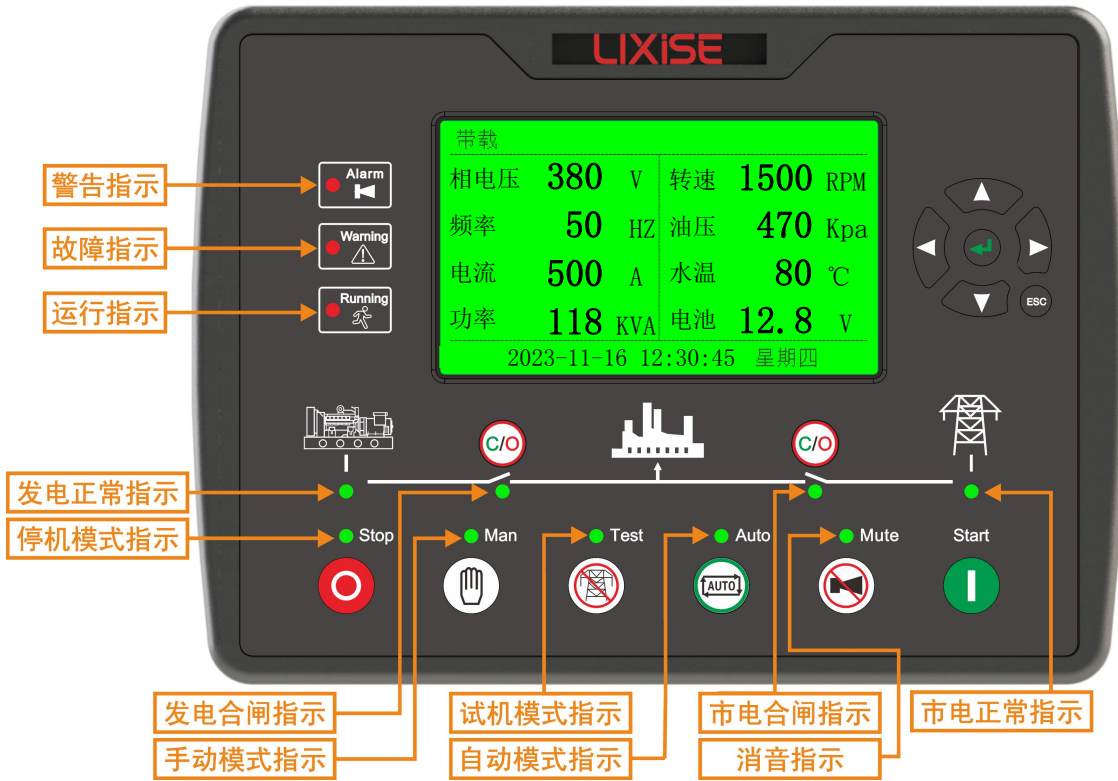 LIXiSE
带载
相电压 380 V 转速 1500 RPM
频率 50 HZ 油压 470 Kpa
电流 500 A 水温 80 ℃
功率 118 KVA 电池 12.8 V
2023-11-16 12:30:45 星期四
警告指示
Alarm
故障指示
Warning
运行指示
Running
ESC
C/O
C/O
发电正常指示
停机模式指示
Stop
Man
Test
Auto
Mute
Start
AUTO
发电合闸指示
试机模式指示
市电合闸指示
市电正常指示
手动模式指示
自动模式指示
消音指示